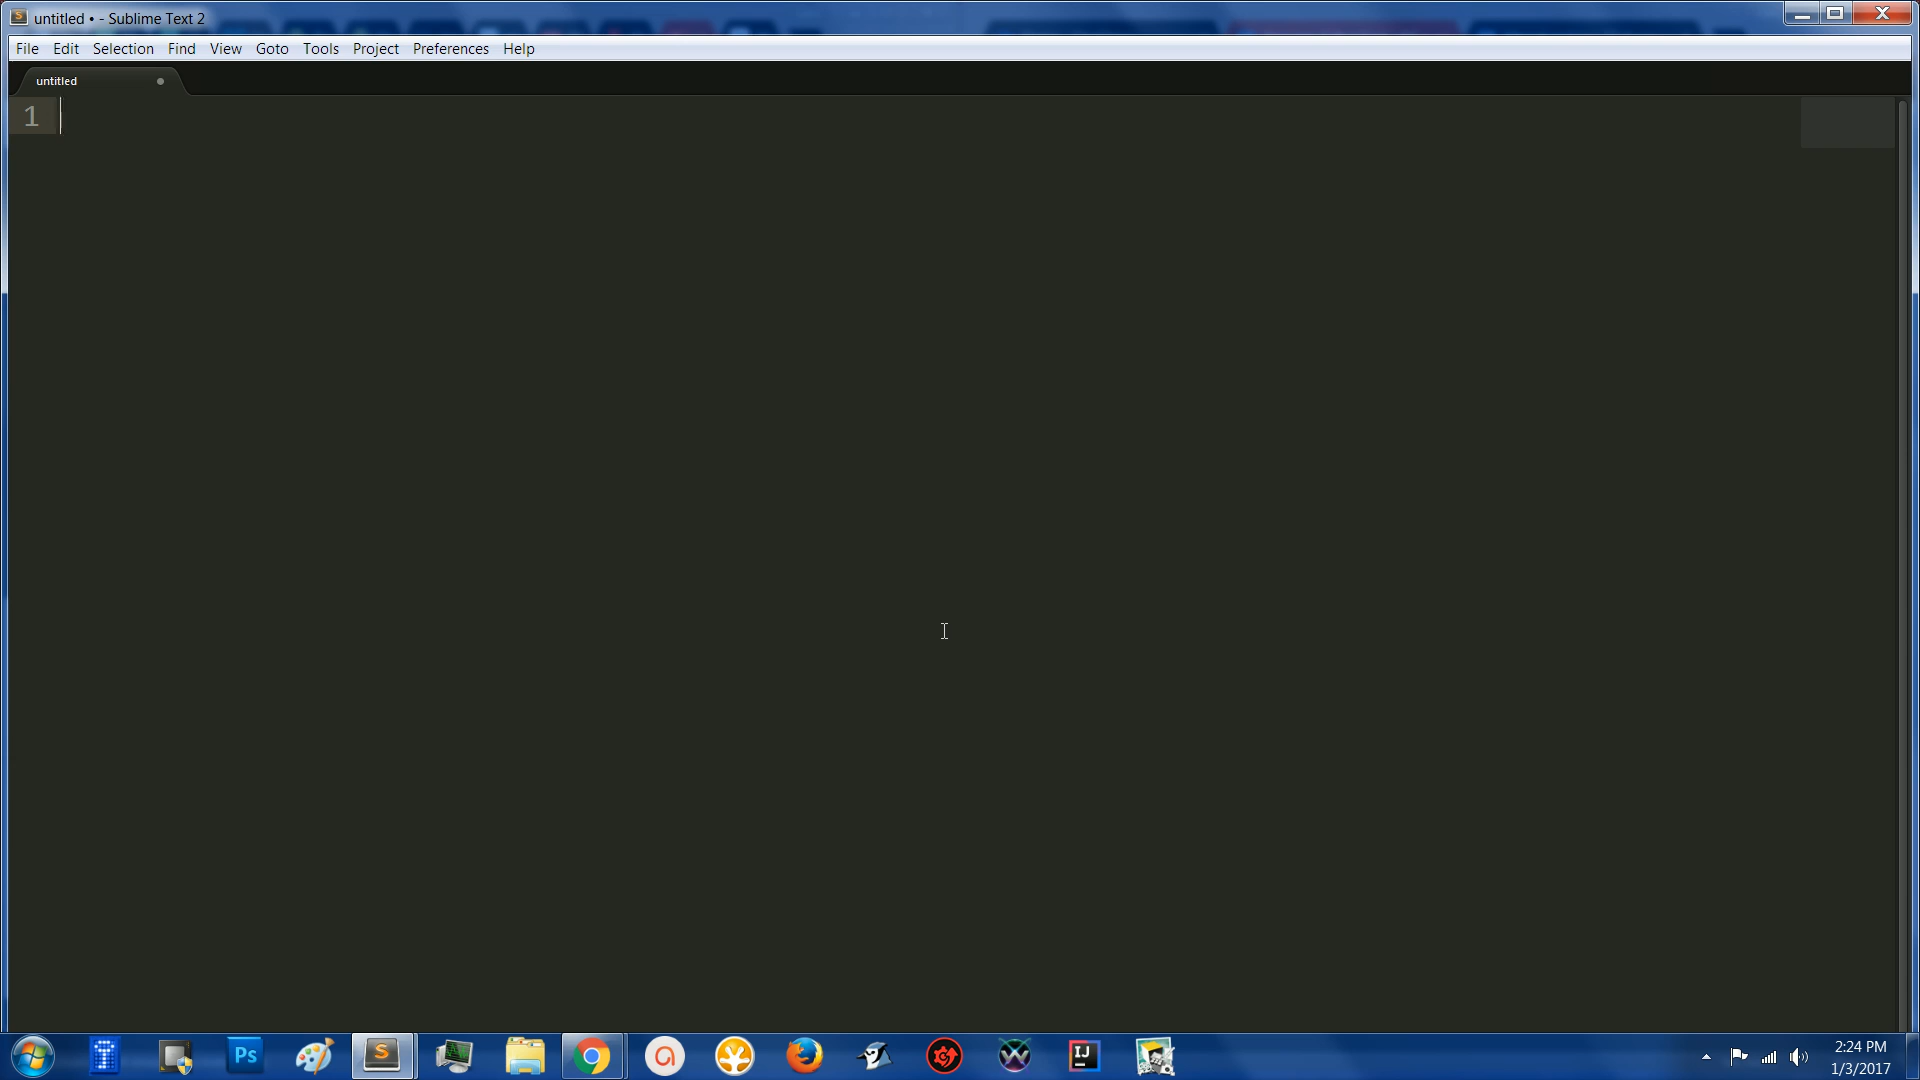 untitled • - Sublime Text 2
File Edit Selection Find View Goto Tools Project Preferences Help
untitled
1
Ps
S
IJ
2:24 PM
1/3/2017